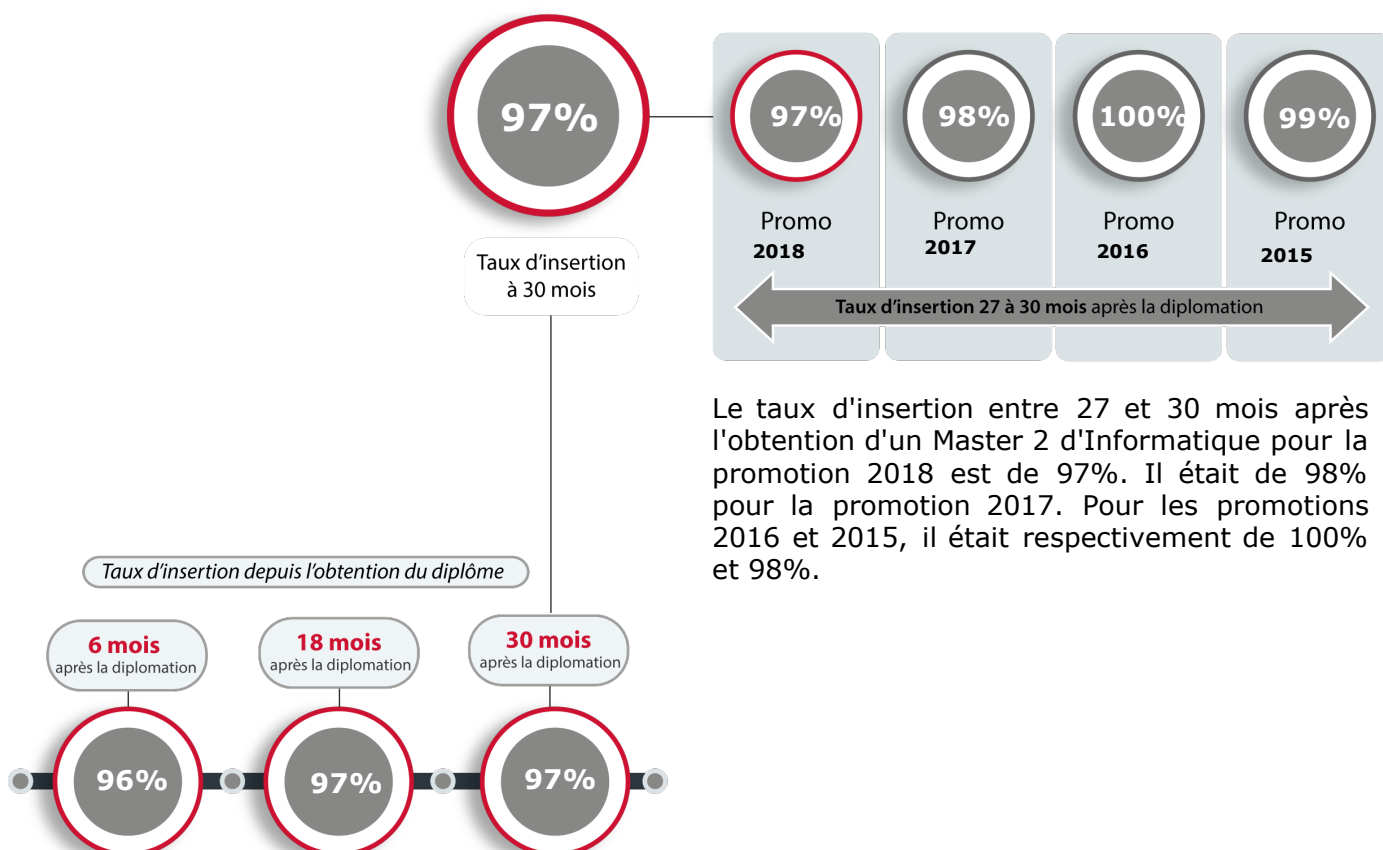 97%
Taux d'insertion
à 30 mois
97%
98%
100%
99%
Promo
2018
Promo
2017
Promo
2016
Promo
2015
Taux d'insertion 27 à 30 mois après la diplomation
Le taux d'insertion entre 27 et 30 mois après
l'obtention d'un Master 2 d'Informatique pour la
promotion 2018 est de 97%. Il était de 98%
pour la promotion 2017. Pour les promotions
2016 et 2015, il était respectivement de 100%
et 98%.
Taux d'insertion depuis l'obtention du diplôme
6 mois
après la diplomation
18 mois
après la diplomation
30 mois
après la diplomation
96%
97%
97%